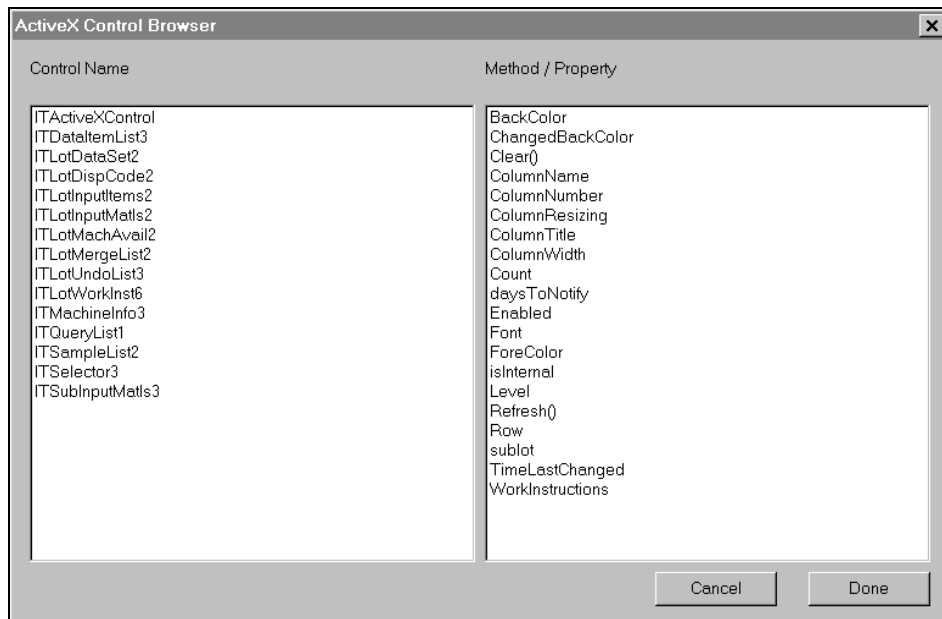 ActiveX Control Browser
Control Name
Method / Property
ITActiveXControl
ITDataItemList3
ITLotDataSet2
ITLotDispCode2
ITLotInputItems2
ITLotInputMatls2
ITLotMachAvail2
ITLotMergeList2
ITLotUndoList3
ITLotWorkInst6
ITMachineInfo3
ITQueryList1
ITSampleList2
ITSelector3
ITSubInputMatls3
BackColor
ChangedBackColor
Clear()
ColumnName
ColumnNumber
ColumnResizing
ColumnTitle
ColumnWidth
Count
daysToNotify
Enabled
Font
ForeColor
isInternal
Level
Refresh()
Row
sublot
TimeLastChanged
WorkInstructions
Cancel
Done